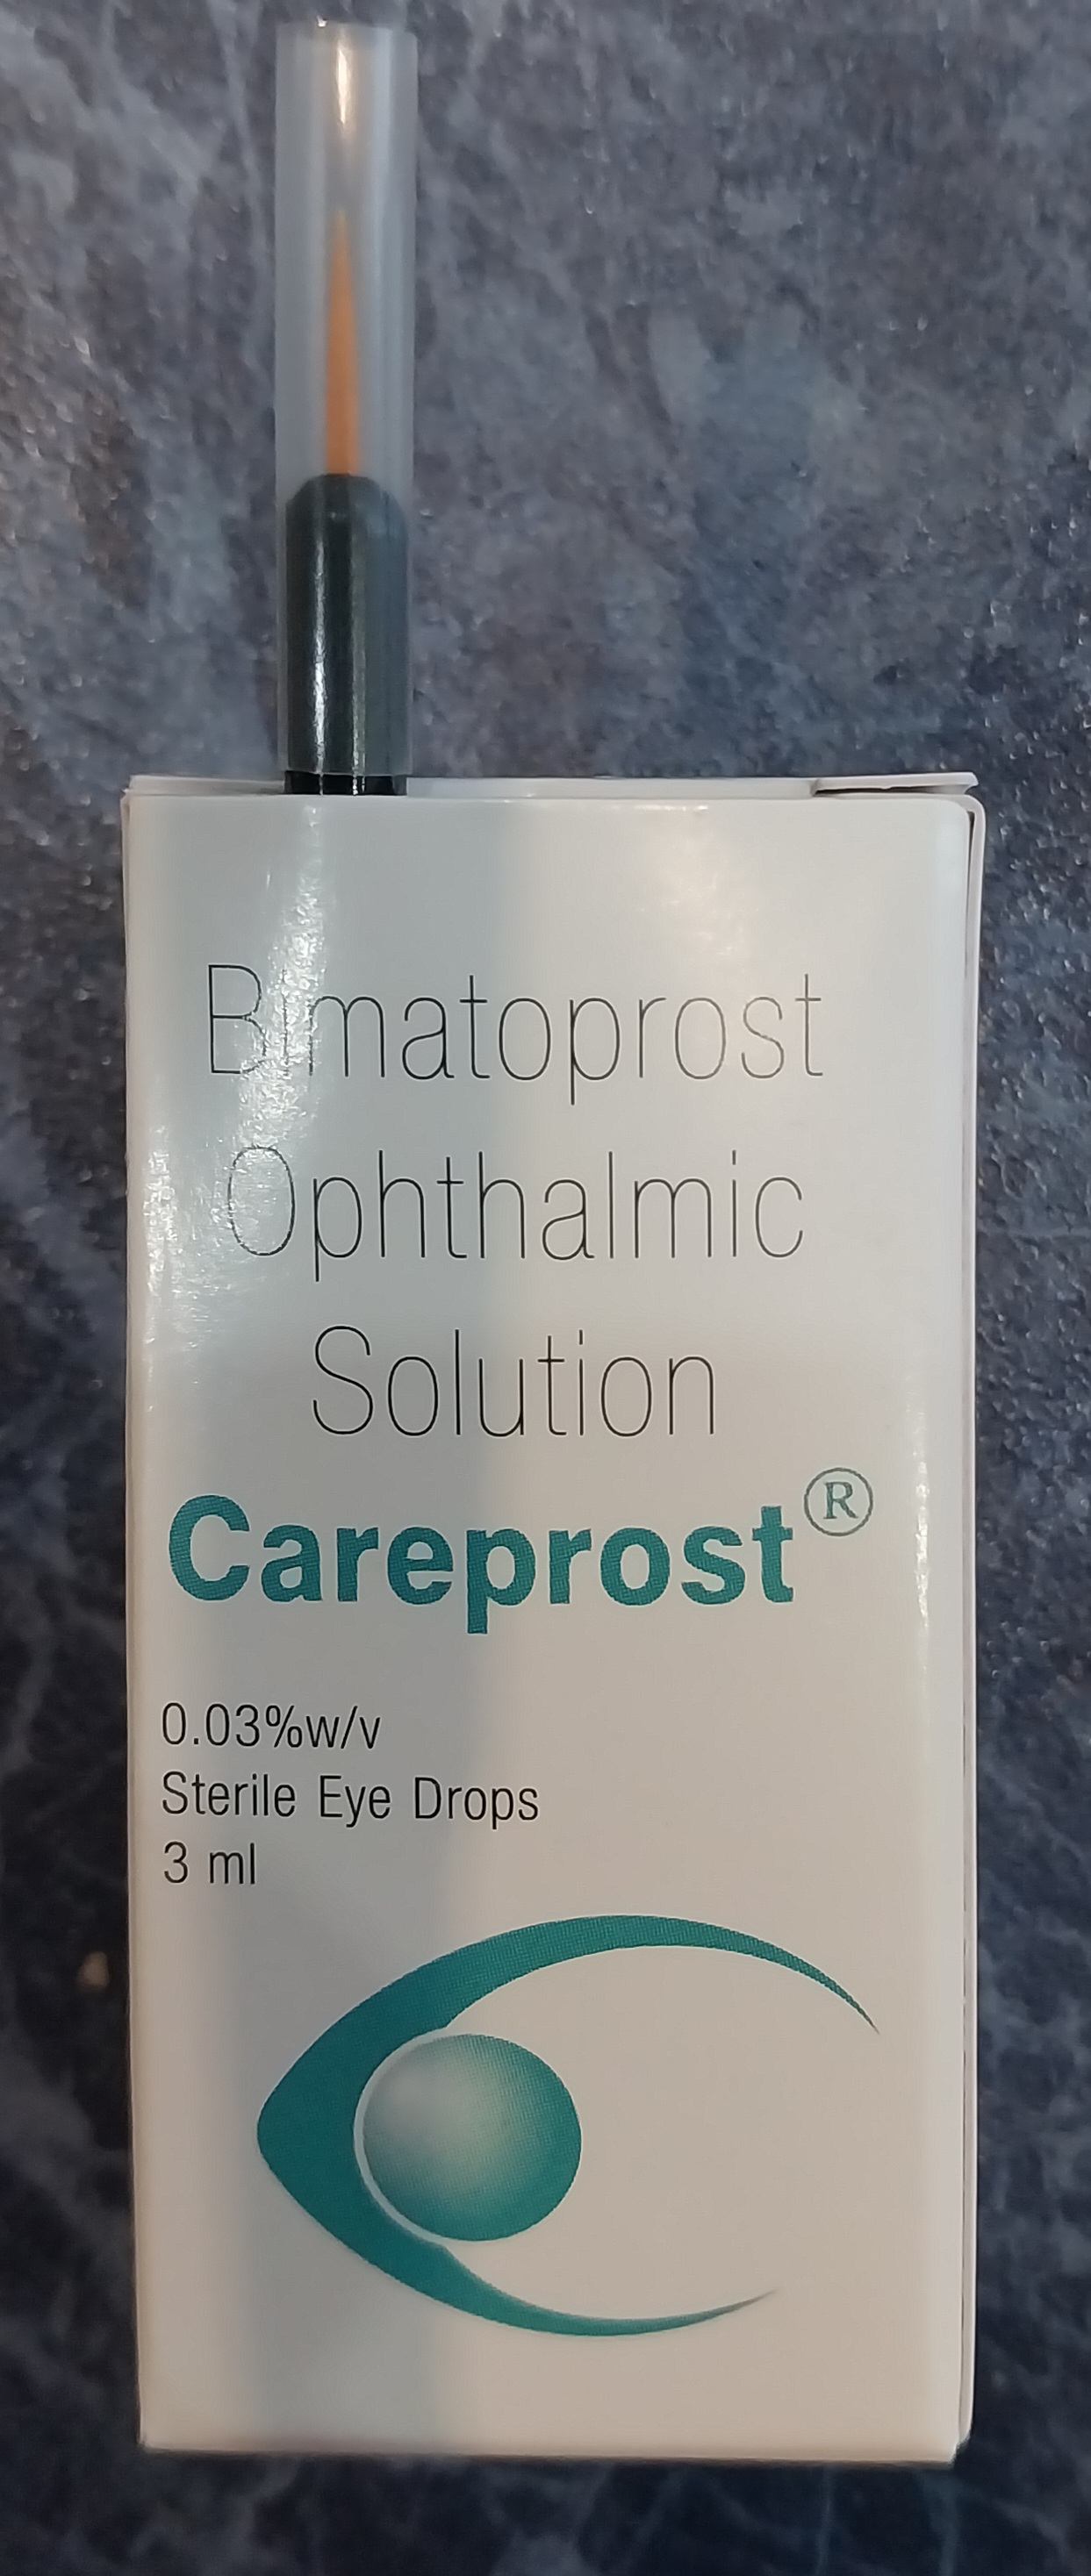 Bimatoprost
Ophthalmic
Solution
Careprost®
0.03%w/v
Sterile Eye Drops
3 ml